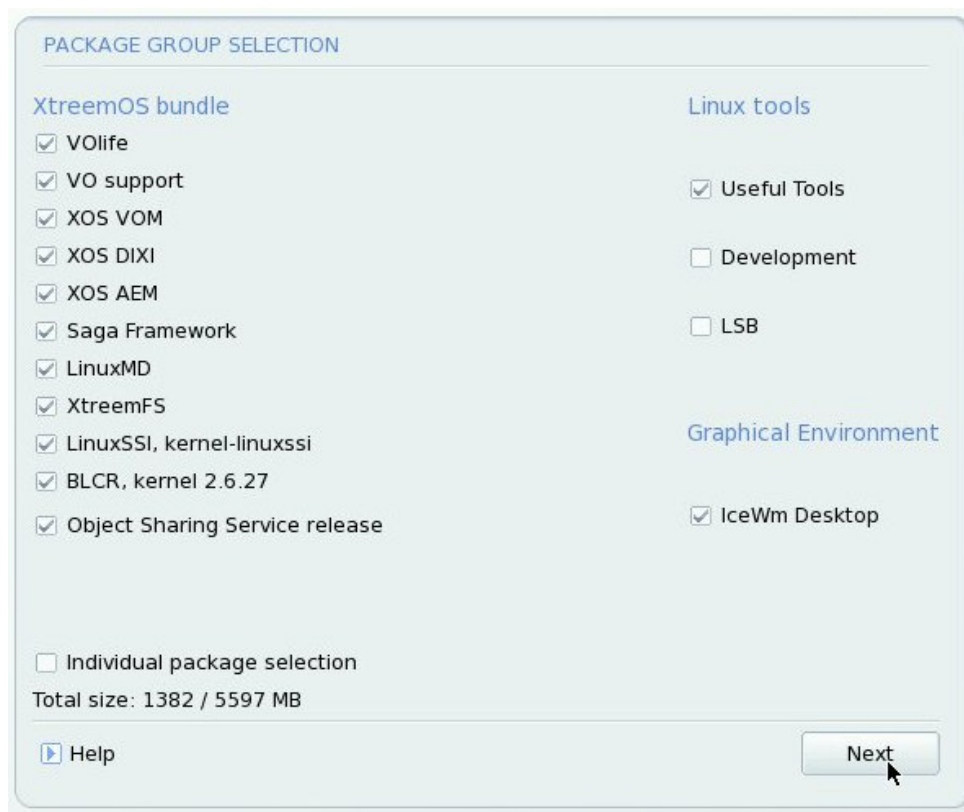 PACKAGE GROUP SELECTION
XtreemOS bundle
VOlife
VO support
XOS VOM
XOS DIXI
XOS AEM
Saga Framework
LinuxMD
XtreemFS
LinuxSSI, kernel-linuxssi
BLCR, kernel 2.6.27
Object Sharing Service release
Linux tools
Useful Tools
Development
LSB
Graphical Environment
IceWm Desktop
Individual package selection
Total size: 1382 / 5597 MB
Help
Next